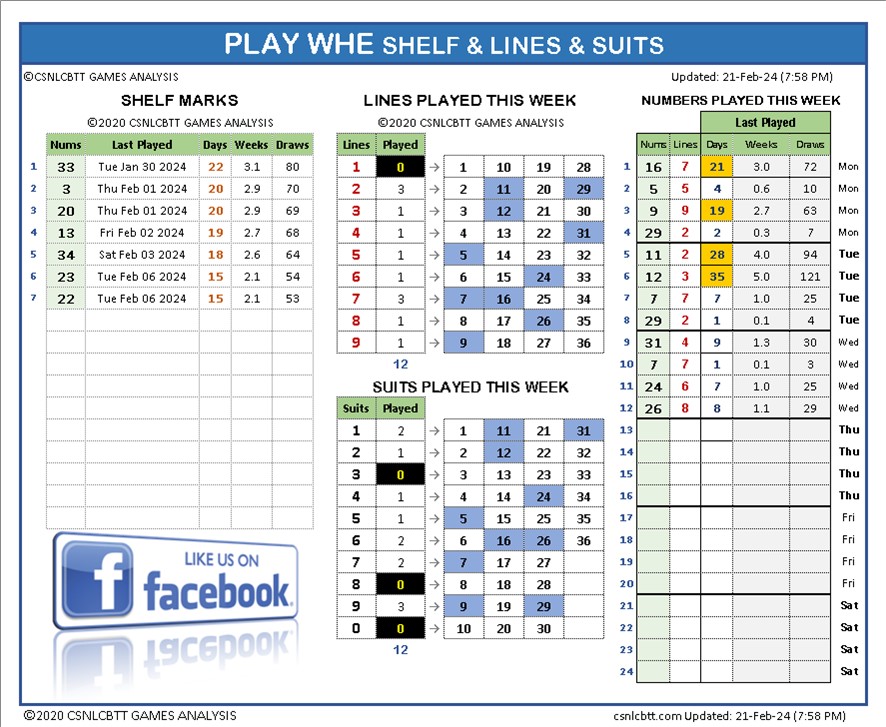 PLAY WHE SHELF & LINES & SUITS
©CSNLCBTT GAMES ANALYSIS
Updated: 21-Feb-24 (7:58 PM)
SHELF MARKS
©2020 CSNLCBTT GAMES ANALYSIS
Nums Last Played Days Weeks Draws
1 33 Tue Jan 30 2024 22 3.1 80
2 3 Thu Feb 01 2024 20 2.9 70
3 20 Thu Feb 01 2024 20 2.9 69
4 13 Fri Feb 02 2024 19 2.7 68
5 34 Sat Feb 03 2024 18 2.6 64
6 23 Tue Feb 06 2024 15 2.1 54
7 22 Tue Feb 06 2024 15 2.1 53
LIKE US ON
facebook.
LINES PLAYED THIS WEEK
©2020 CSNLCBTT GAMES ANALYSIS
Lines Played
1 0 → 1 10 19 28
2 3 → 2 11 20 29
3 1 → 3 12 21 30
4 1 → 4 13 22 31
5 1 → 5 14 23 32
6 1 → 6 15 24 33
7 3 → 7 16 25 34
8 1 → 8 17 26 35
9 1 → 9 18 27 36
12
SUITS PLAYED THIS WEEK
Suits Played
1 2 → 1 11 21 31
2 1 → 2 12 22 32
3 0 → 3 13 23 33
4 1 → 4 14 24 34
5 1 → 5 15 25 35
6 2 → 6 16 26 36
7 2 → 7 17 27
8 0 → 8 18 28
9 3 → 9 19 29
0 0 → 10 20 30
12
NUMBERS PLAYED THIS WEEK
Last Played
Nums Lines Days Weeks Draws
1 16 7 21 3.0 72 Mon
2 5 5 4 0.6 10 Mon
3 9 9 19 2.7 63 Mon
4 29 2 2 0.3 7 Mon
5 11 2 28 4.0 94 Tue
6 12 3 35 5.0 121 Tue
7 7 7 7 1.0 25 Tue
8 29 2 1 0.1 4 Tue
9 31 4 9 1.3 30 Wed
10 7 7 1 0.1 3 Wed
11 24 6 7 1.0 25 Wed
12 26 8 8 1.1 29 Wed
13 Thu
14 Thu
15 Thu
16 Thu
17 Fri
18 Fri
19 Fri
20 Fri
21 Sat
22 Sat
23 Sat
24 Sat
©2020 CSNLCBTT GAMES ANALYSIS
csnlcbtt.com Updated: 21-Feb-24 (7:58 PM)